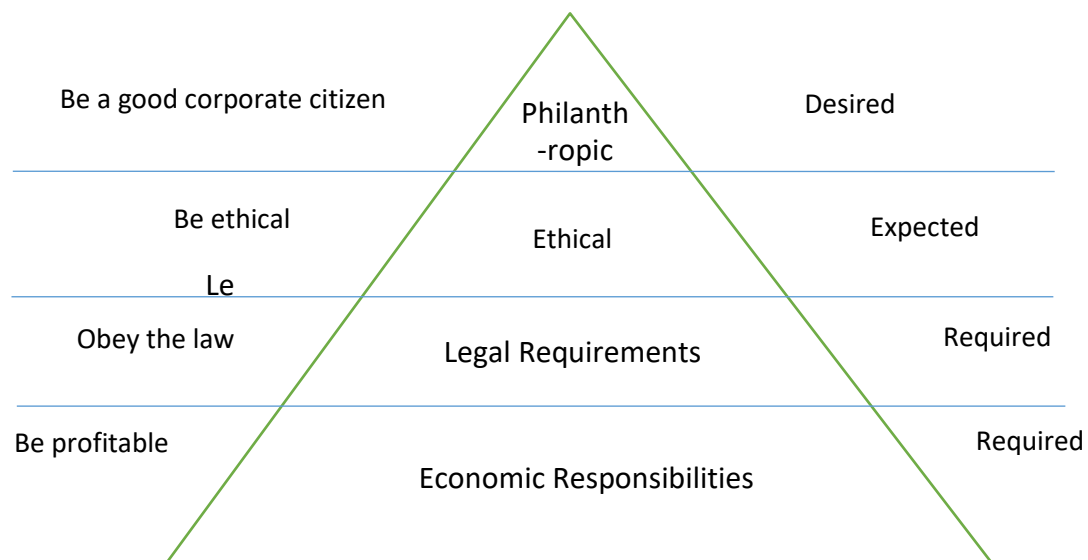 Be a good corporate citizen
Philanth
-ropic
Desired
Be ethical
Ethical
Expected
Le
Obey the law
Legal Requirements
Required
Be profitable
Economic Responsibilities
Required